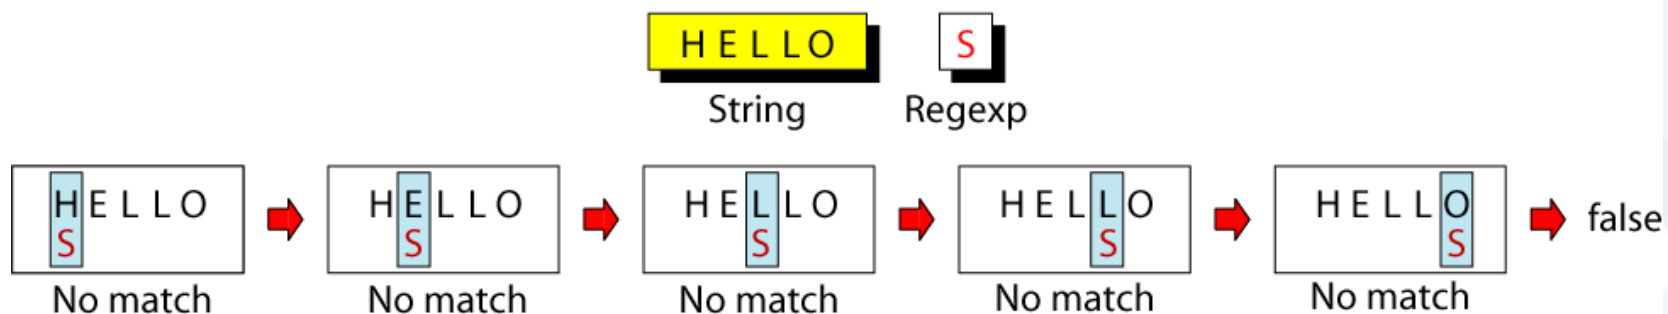 HELLO S
String Regexp
HELLO HELLO HELLO HELLO HELLO
S S S S S false
No match No match No match No match No match